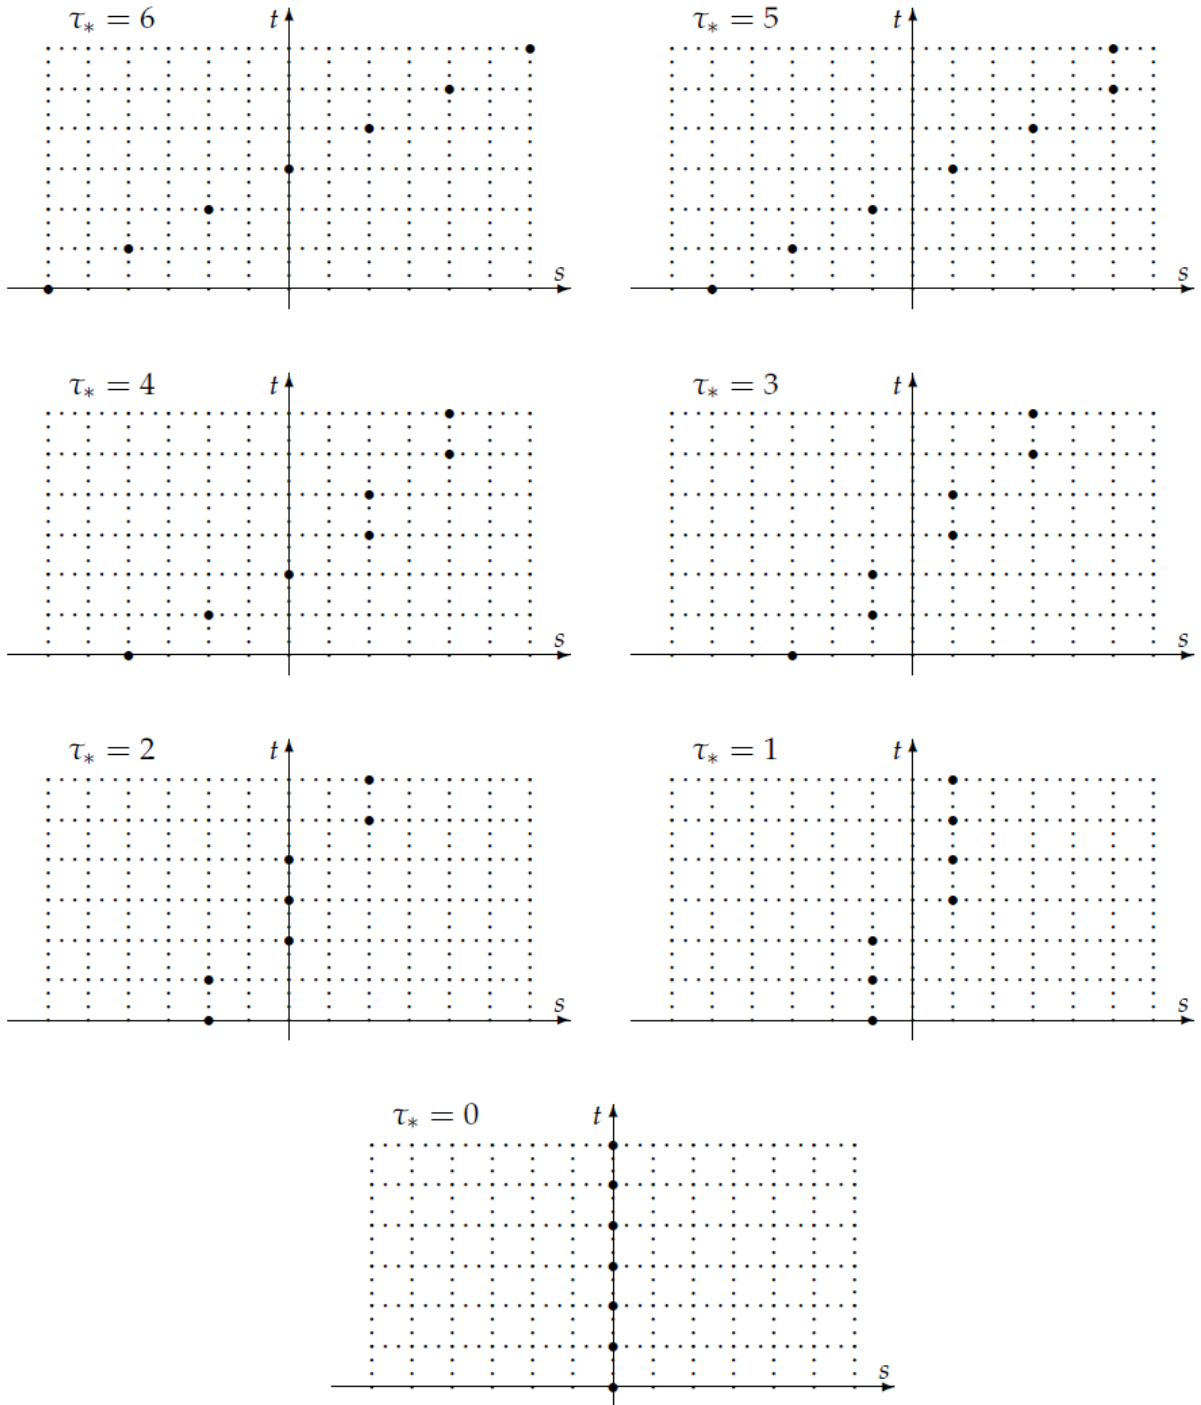 τ* = 6 t
s
τ* = 5 t
s
τ* = 4 t
s
τ* = 3 t
s
τ* = 2 t
s
τ* = 1 t
s
τ* = 0 t
s